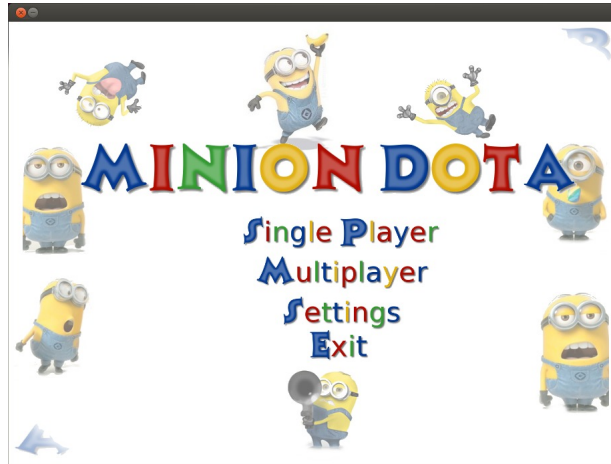 MINION DOTA
Single Player
Multiplayer
Settings
Exit